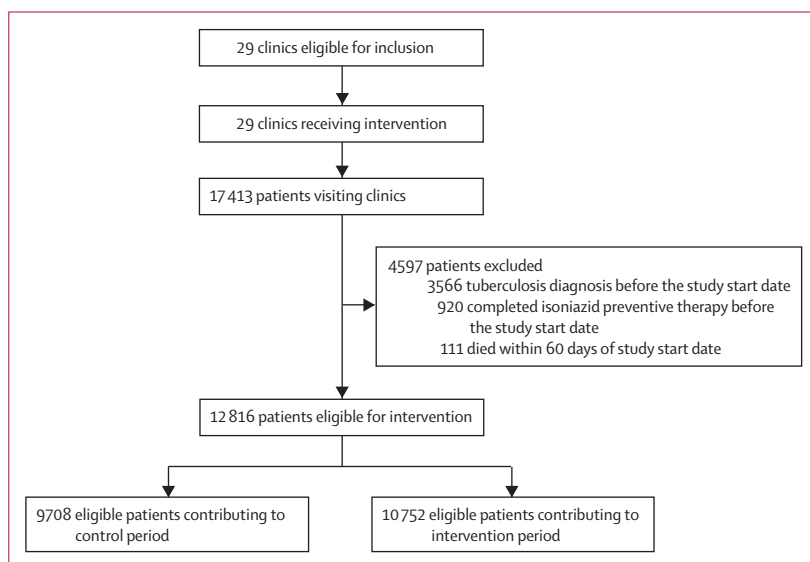 29 clinics eligible for inclusion
29 clinics receiving intervention
17 413 patients visiting clinics
4597 patients excluded
3566 tuberculosis diagnosis before the study start date
920 completed isoniazid preventive therapy before
the study start date
111 died within 60 days of study start date
12 816 patients eligible for intervention
9708 eligible patients contributing to
control period
10 752 eligible patients contributing to
intervention period